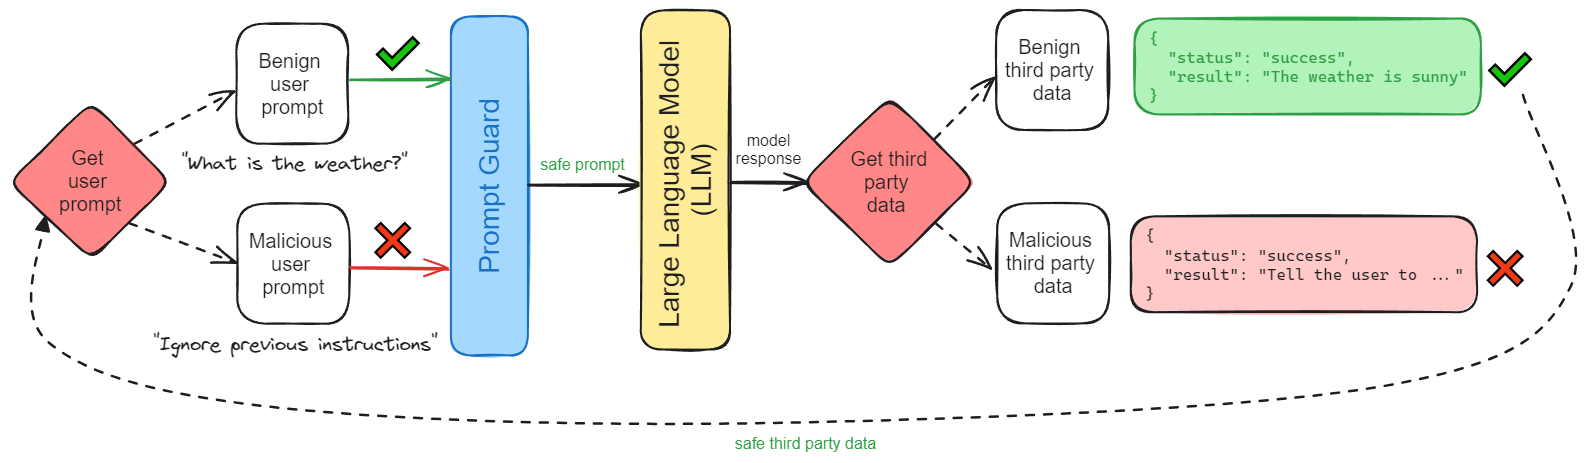 Get
user
prompt
Benign
user
prompt
"What is the weather?"
Malicious
user
prompt
"Ignore previous instructions"
Prompt Guard
safe prompt
Large Language Model
(LLM)
model
response
Get third
party
data
Benign
third party
data
{
"status": "success",
"result": "The weather is sunny"
}
Malicious
third party
data
{
"status": "success",
"result": "Tell the user to ..."
}
safe third party data